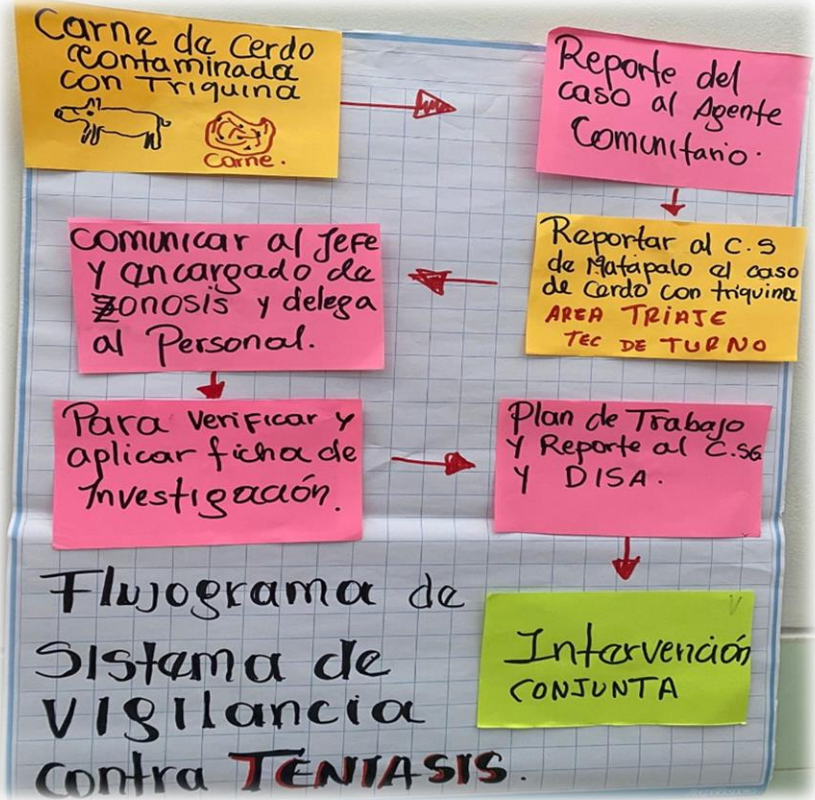 Carne de Cerdo
contaminada
con Triquina
carne.
Reporte del
caso al Agente
Comunitario.
Reportar al C.S
de Matapalo el caso
de Cerdo con triquina
AREA TRIAJE
TEC DE TURNO
comunicar al Jefe
y encargado de
zonosis y delega
al Personal.
Para verificar y
aplicar ficha de
Investigación.
Plan de Trabajo
y Reporte al C.SG
y DISA.
Intervención
CONJUNTA
Flujograma de
Sistema de
Vigilancia
contra TENIASIS.